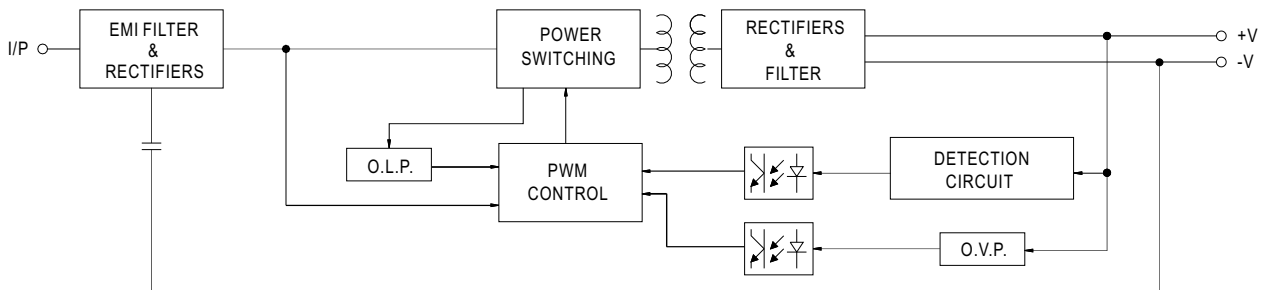 I/P
EMI FILTER
&
RECTIFIERS
POWER
SWITCHING
RECTIFIERS
&
FILTER
+V
-V
O.L.P.
PWM
CONTROL
DETECTION
CIRCUIT
O.V.P.